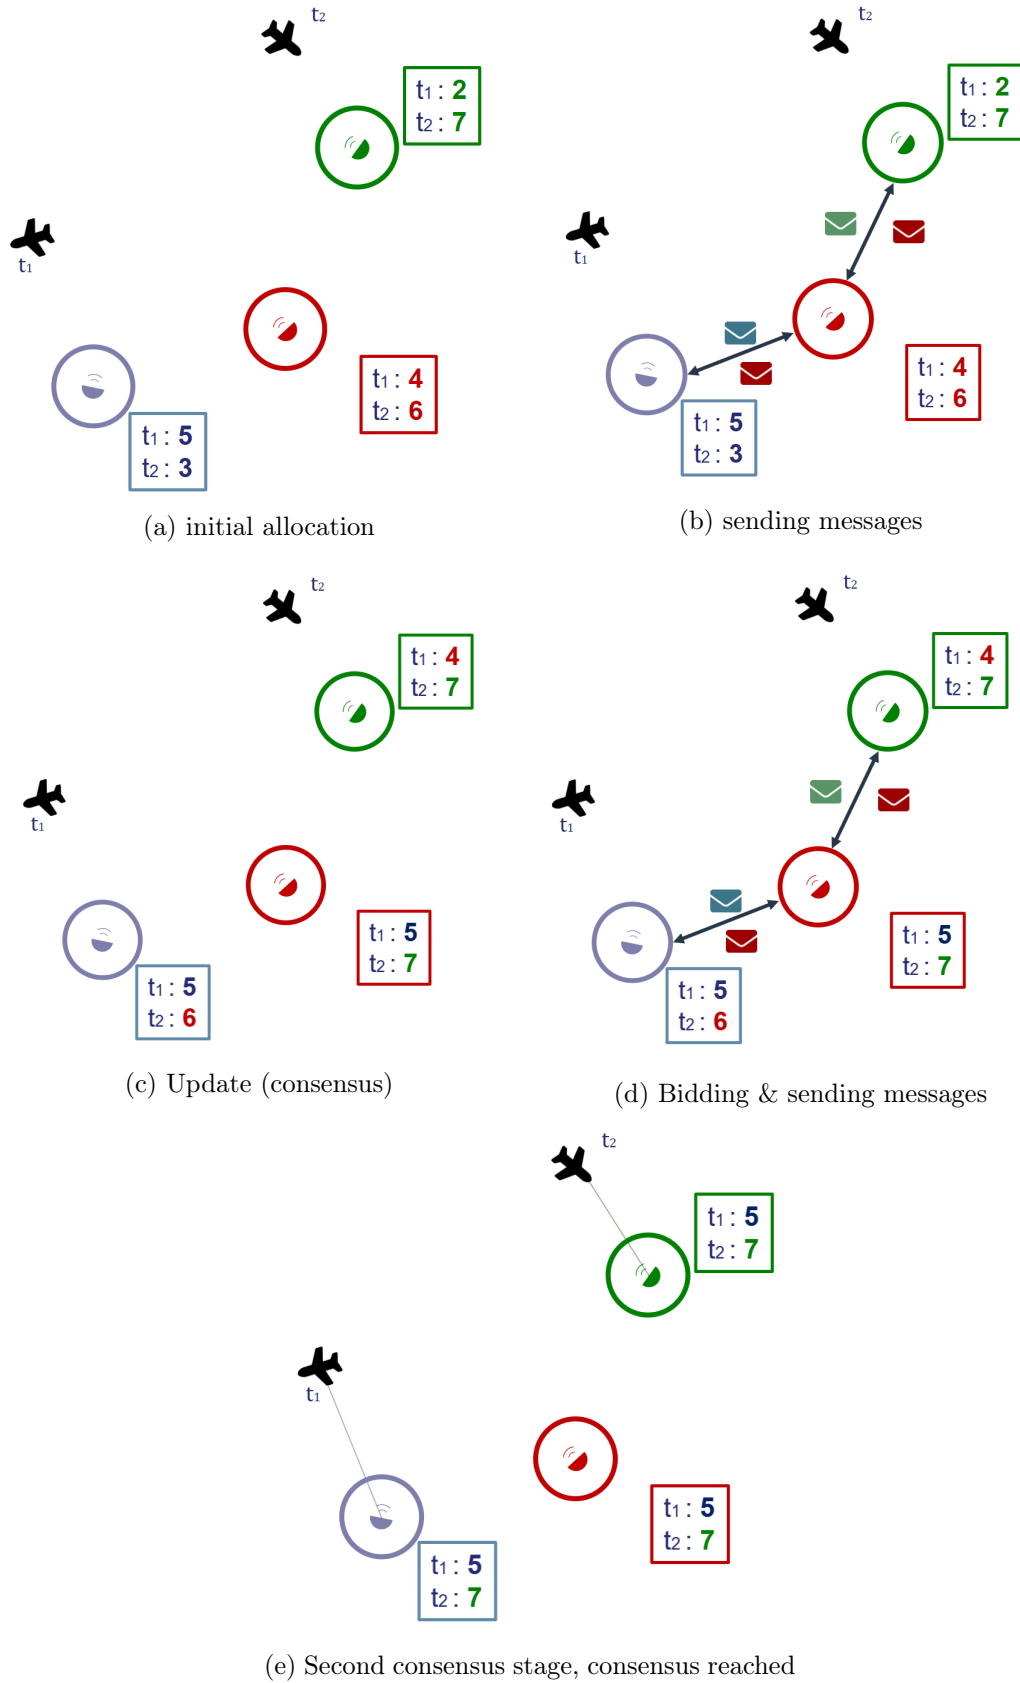 t₂
t₁ : 2
t₂ : 7
t₁
t₁ : 4
t₂ : 6
t₁ : 5
t₂ : 3
(a) initial allocation
t₂
t₁ : 2
t₂ : 7
t₁
t₁ : 4
t₂ : 6
t₁ : 5
t₂ : 3
(b) sending messages
t₂
t₁ : 4
t₂ : 7
t₁
t₁ : 5
t₂ : 7
t₁ : 5
t₂ : 6
(c) Update (consensus)
t₂
t₁ : 4
t₂ : 7
t₁
t₁ : 5
t₂ : 7
t₁ : 5
t₂ : 6
(d) Bidding & sending messages
t₂
t₁ : 5
t₂ : 7
t₁
t₁ : 5
t₂ : 7
t₁ : 5
t₂ : 7
(e) Second consensus stage, consensus reached